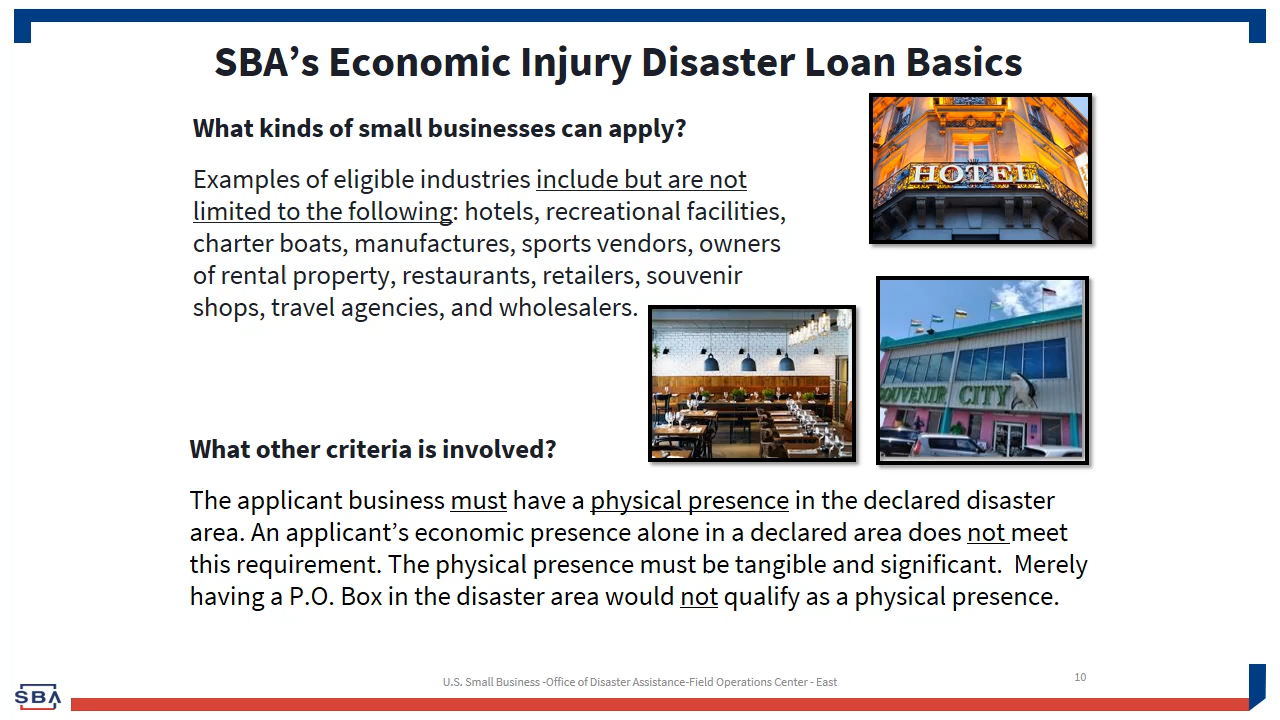 SBA’s Economic Injury Disaster Loan Basics
What kinds of small businesses can apply?
Examples of eligible industries include but are not
limited to the following: hotels, recreational facilities,
charter boats, manufactures, sports vendors, owners
of rental property, restaurants, retailers, souvenir
shops, travel agencies, and wholesalers.
HOTEL
SOUVENIR CITY
What other criteria is involved?
The applicant business must have a physical presence in the declared disaster
area. An applicant’s economic presence alone in a declared area does not meet
this requirement. The physical presence must be tangible and significant.  Merely
having a P.O. Box in the disaster area would not qualify as a physical presence.
SBA
U.S. Small Business -Office of Disaster Assistance-Field Operations Center - East
10